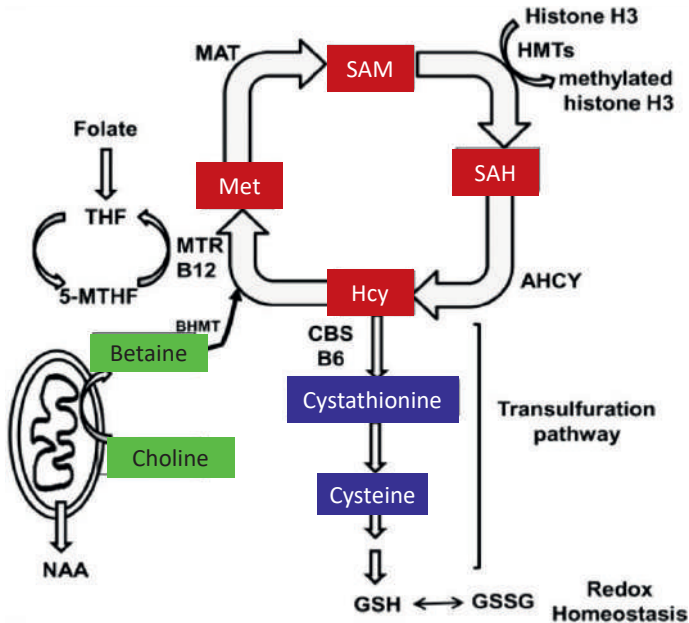 Histone H3
MAT
SAM
HMTs
methylated
histone H3
Folate
Met
SAH
THF
MTR
B12
5-MTHF
Hcy
AHCY
BHMT
CBS
B6
Betaine
Cystathionine
Transulfuration
pathway
Choline
Cysteine
NAA
GSH
GSSG
Redox
Homeostasis